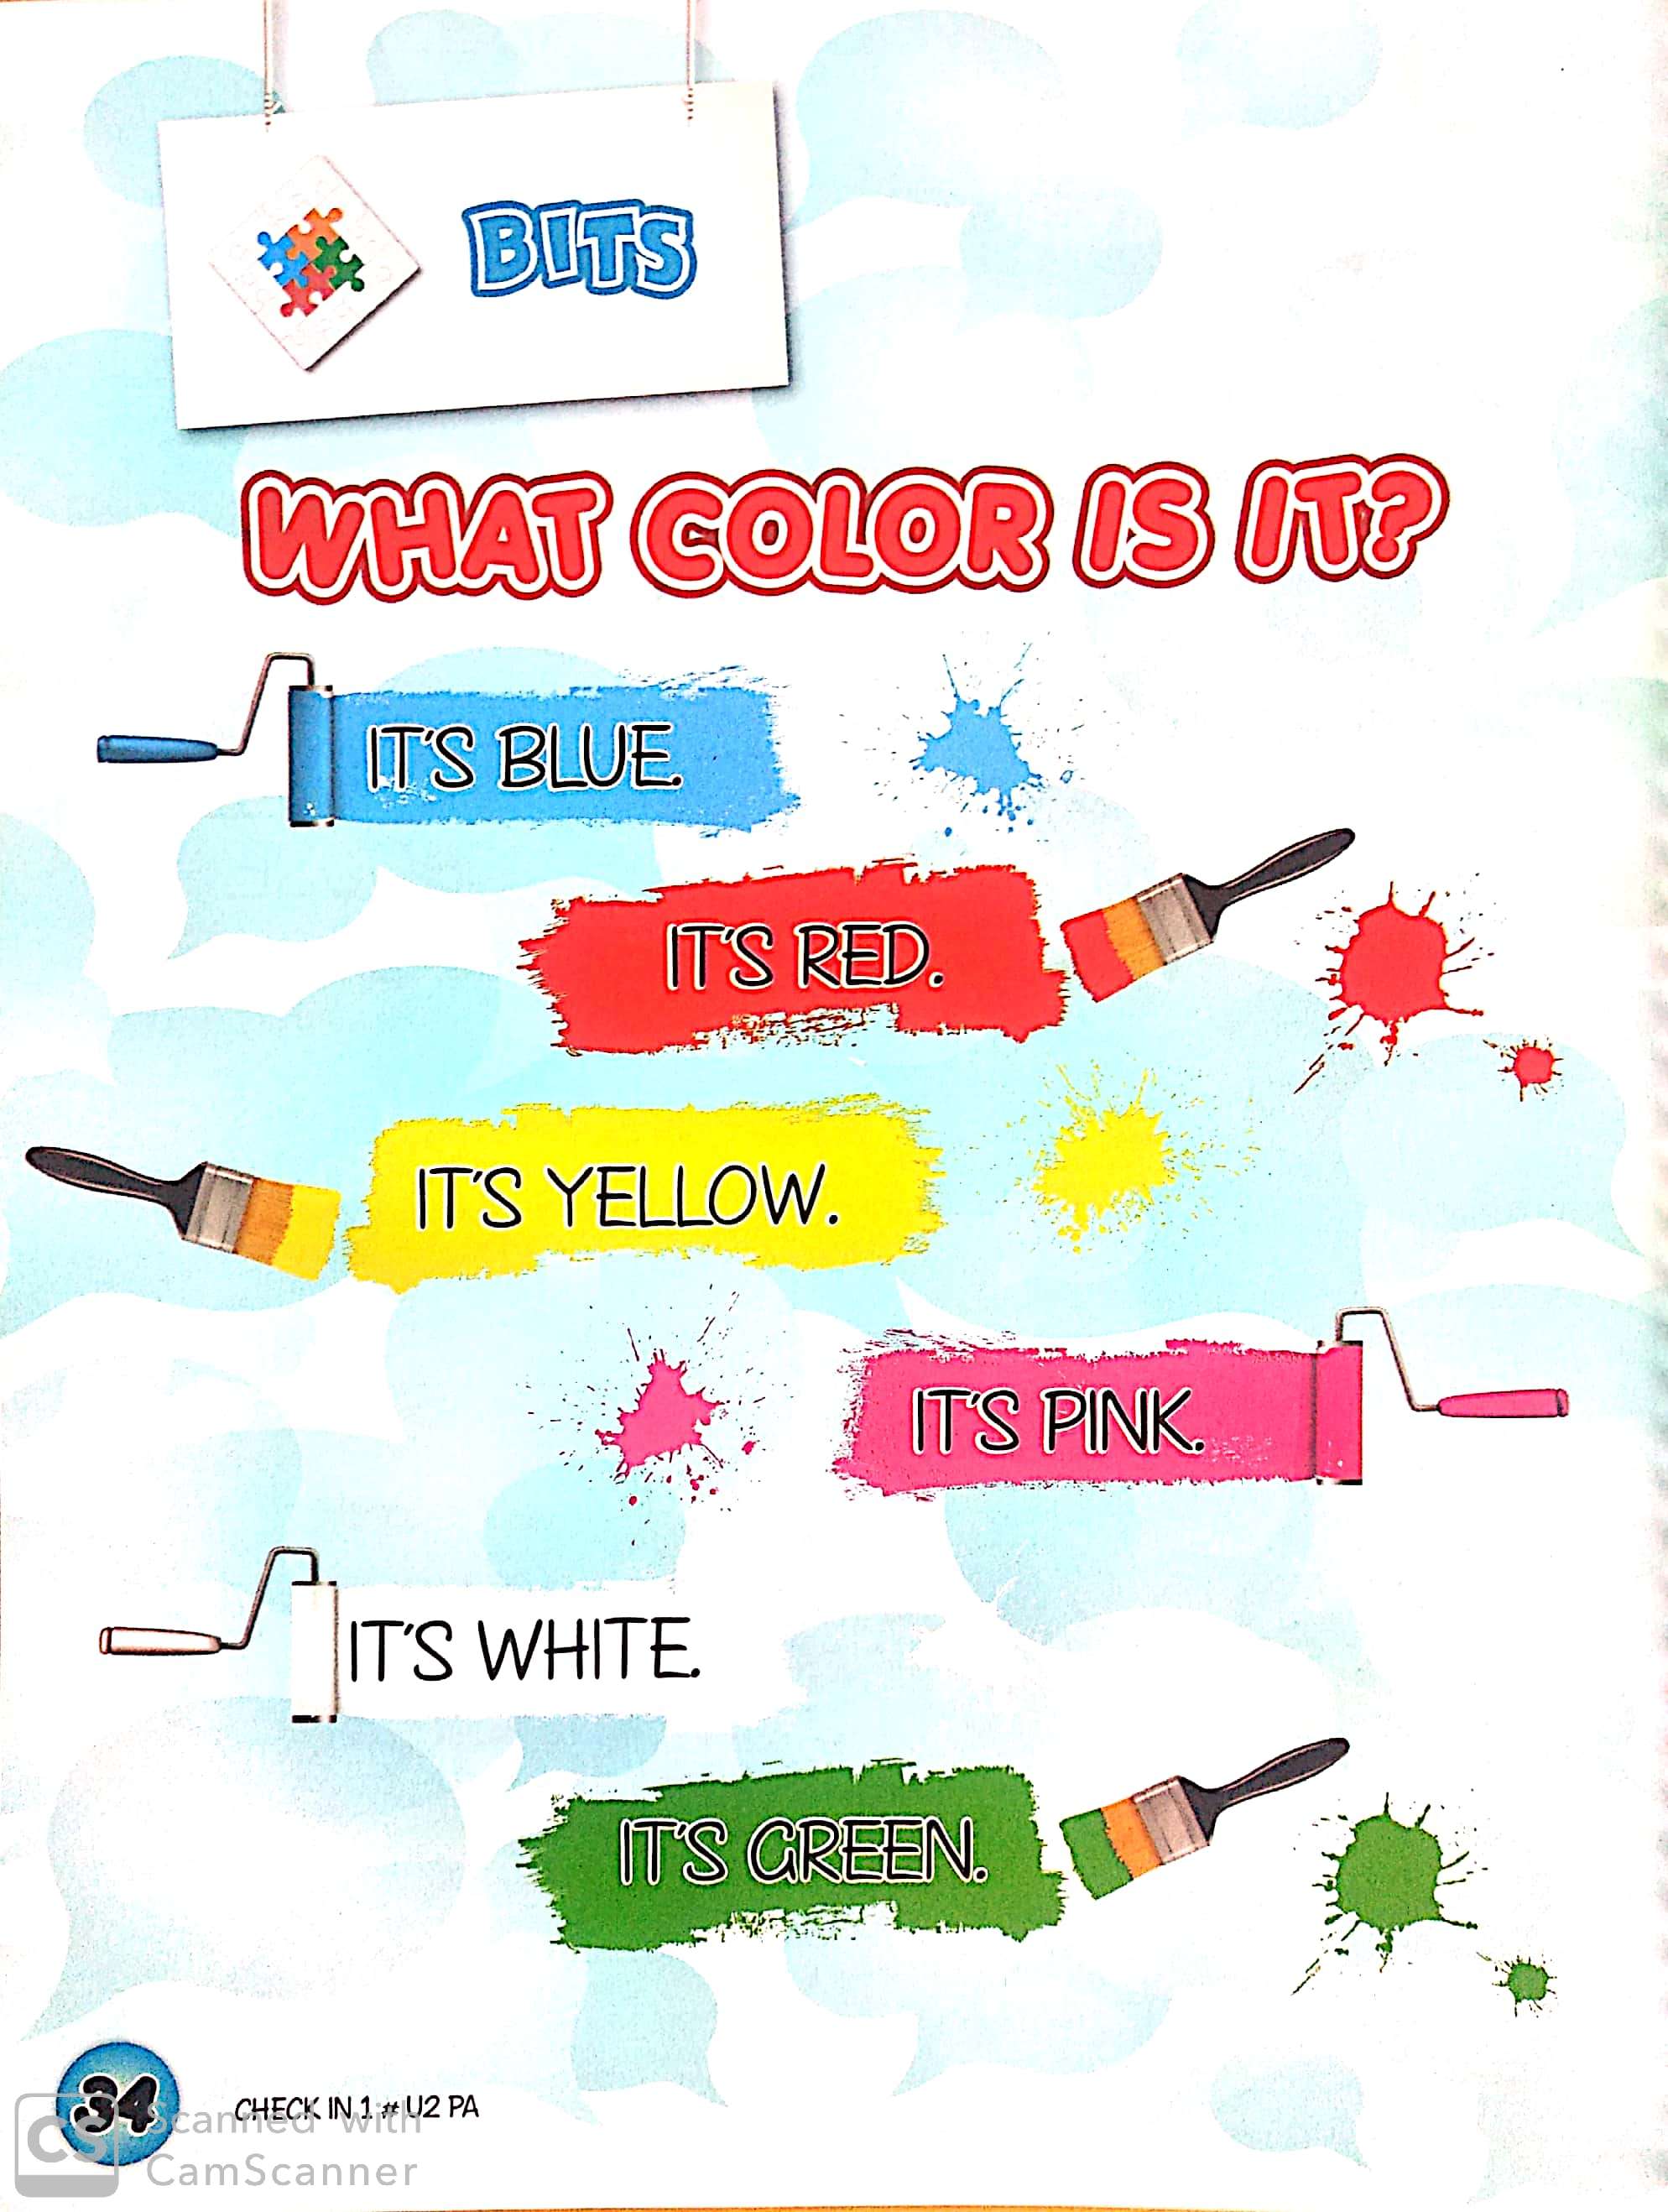 BITS
WHAT COLOR IS IT?
IT'S BLUE.
IT'S RED.
IT'S YELLOW.
IT'S PINK.
IT'S WHITE.
IT'S GREEN.
34 CHECK IN 1 # U2 PA
CS Scanned with
CamScanner